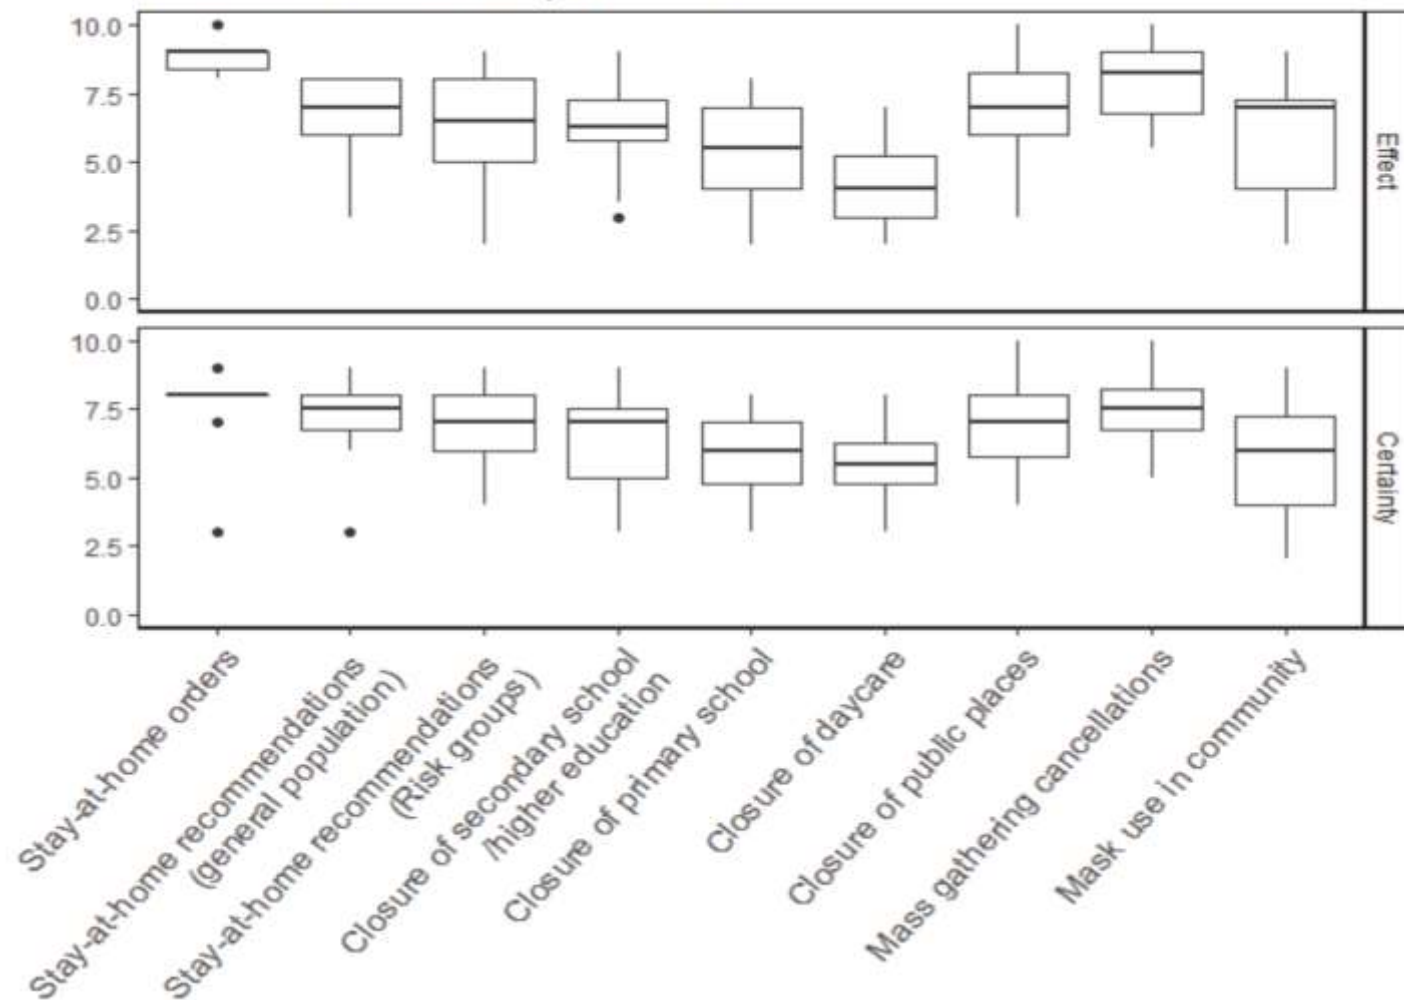 10.0
7.5
5.0
2.5
0.0
Effect
10.0
7.5
5.0
2.5
0.0
Certainty
Stay-at-home orders
Stay-at-home recommendations
(general population)
Stay-at-home recommendations
(Risk groups)
Closure of secondary school
/higher education
Closure of primary school
Closure of daycare
Closure of public places
Mass gathering cancellations
Mask use in community